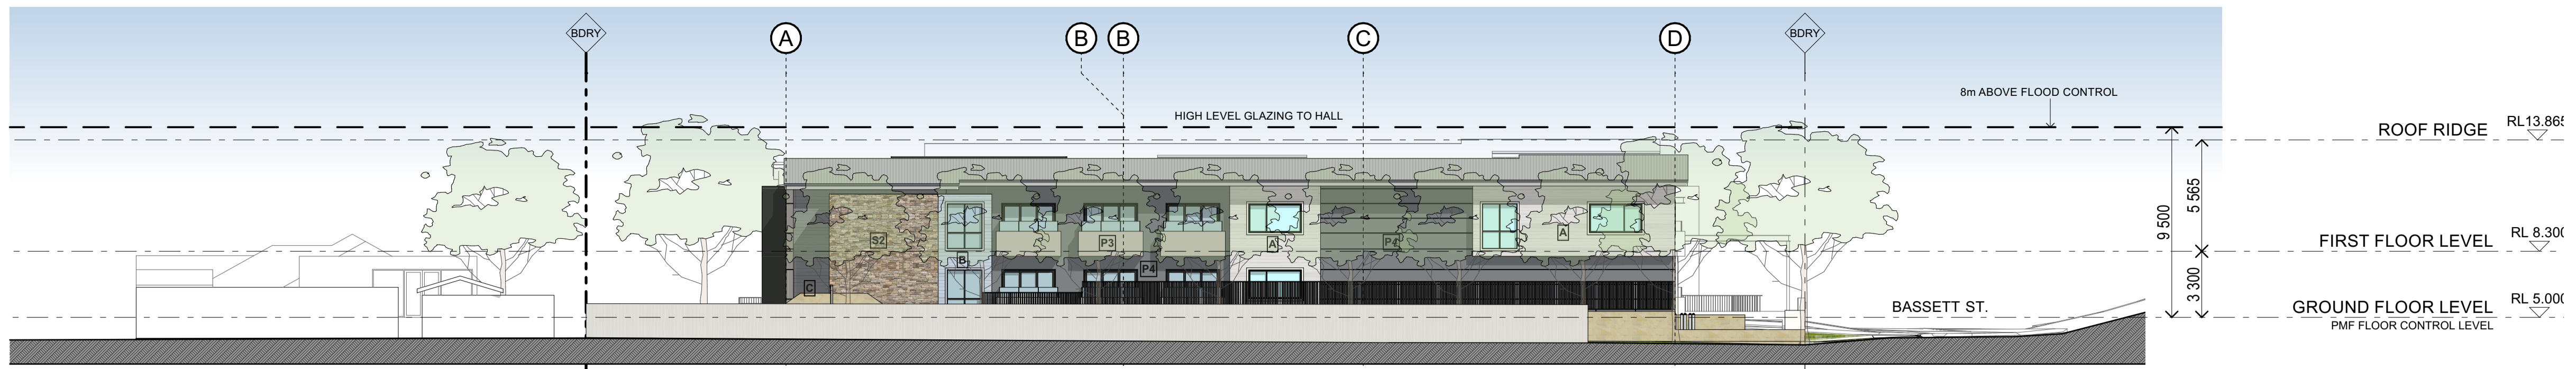 BDRY
A
B
B
C
D
BDRY
8m ABOVE FLOOD CONTROL
HIGH LEVEL GLAZING TO HALL
ROOF RIDGE
RL13.865
5 565
9 500
S2
P3
A
P4
A
FIRST FLOOR LEVEL
RL 8.300
B
P4
C
3 300
BASSETT ST.
GROUND FLOOR LEVEL
RL 5.000
PMF FLOOR CONTROL LEVEL